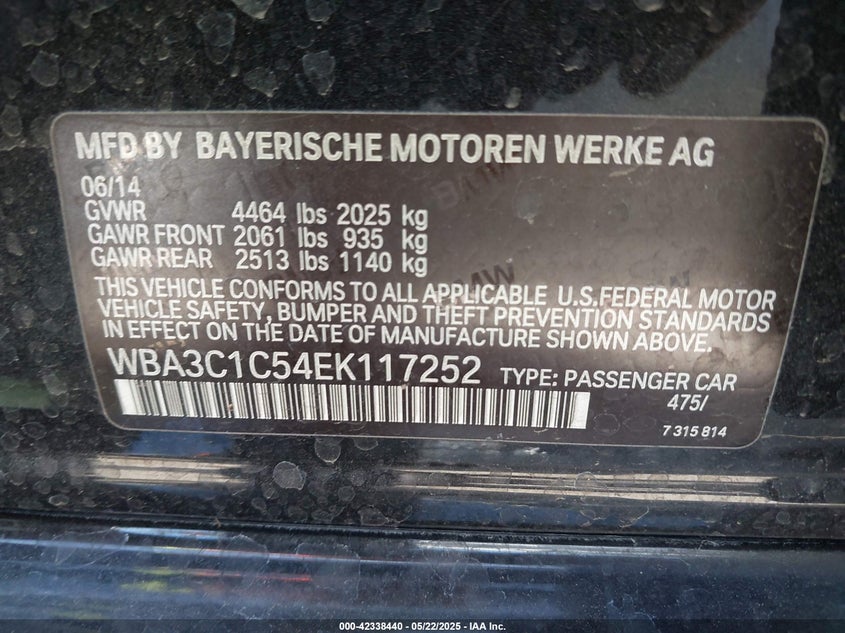 MFD BY BAYERISCHE MOTOREN WERKE AG
06/14
GVWR 4464 lbs 2025 kg
GAWR FRONT 2061 lbs 935 kg
GAWR REAR 2513 lbs 1140 kg
THIS VEHICLE CONFORMS TO ALL APPLICABLE U.S.FEDERAL MOTOR
VEHICLE SAFETY, BUMPER AND THEFT PREVENTION STANDARDS
IN EFFECT ON THE DATE OF MANUFACTURE SHOWN ABOVE.
WBA3C1C54EK117252 TYPE: PASSENGER CAR
475/
7 315 814
000-42338440 - 05/22/2025 - IAA Inc.